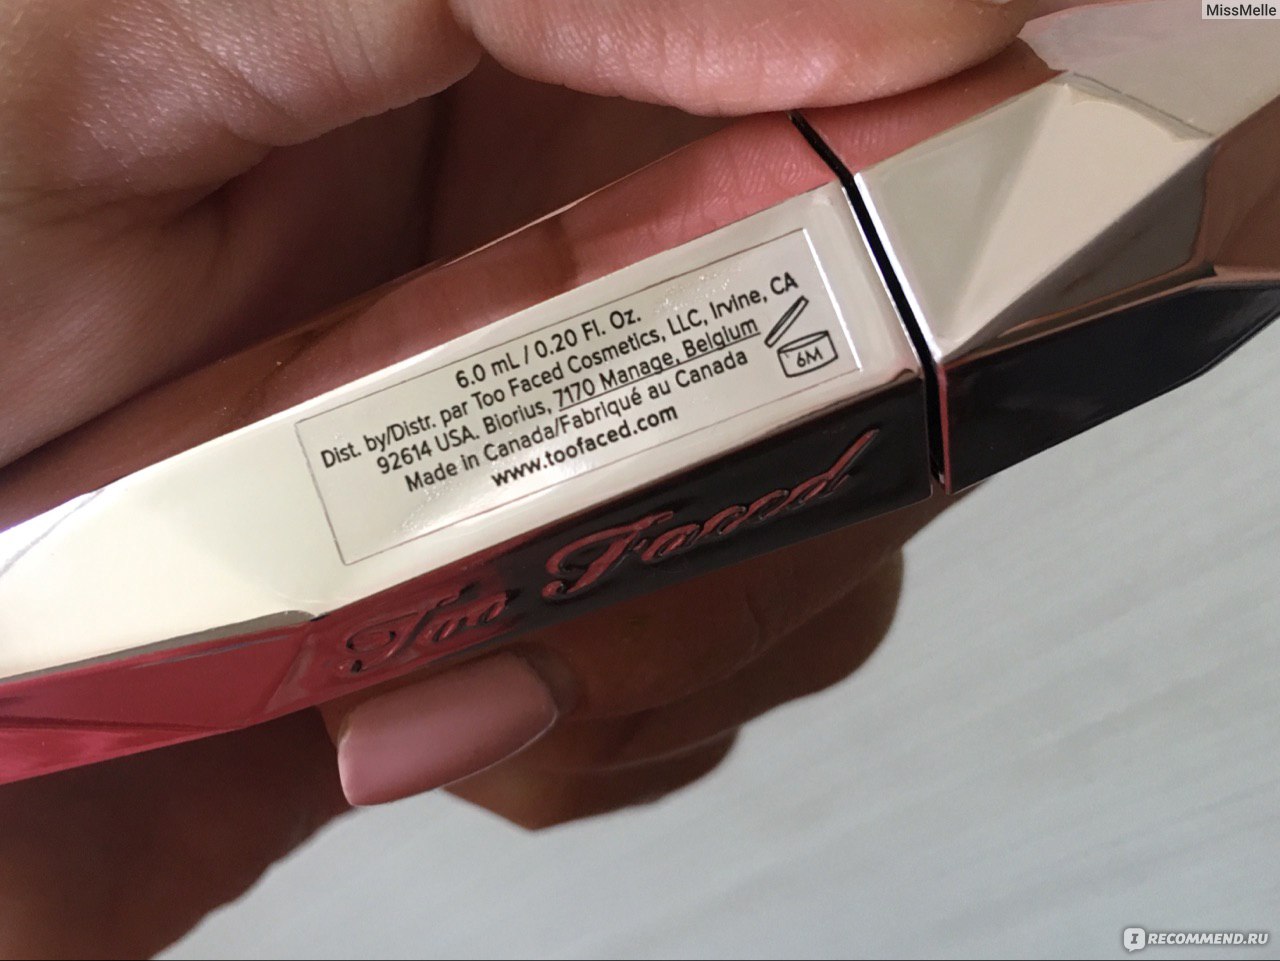 MissMelle
6.0 mL / 0.20 Fl. Oz.
Dist. by/Distr. par Too Faced Cosmetics, LLC, Irvine, CA
92614 USA. Biorius, 7170 Manage, Belgium
Made in Canada/Fabriqué au Canada
www.toofaced.com
6M
Too Faced
IRECOMMEND.RU